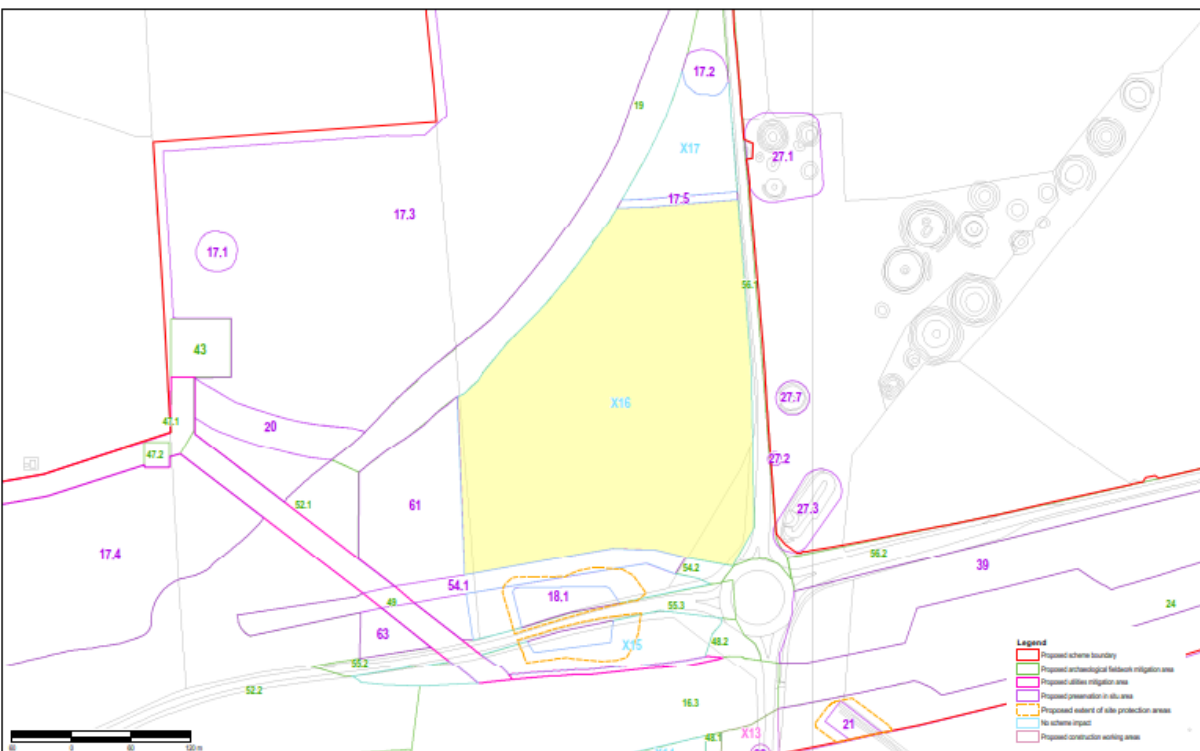 17.2
19
27.1
X17
17.5
17.3
17.1
56.1
43
X16
27.7
47.1
20
47.2
27.2
52.1
61
27.3
17.4
56.2
39
54.2
54.1
18.1
49
55.3
24
63
X15
48.2
55.2
52.2
16.3
21
X13
48.1
Legend
Proposed scheme boundary
Proposed archaeological fieldwork mitigation area
Proposed utilities mitigation area
Proposed preservation in situ area
Proposed extent of site protection areas
No scheme impact
Proposed construction working areas
60 0 60 120 m